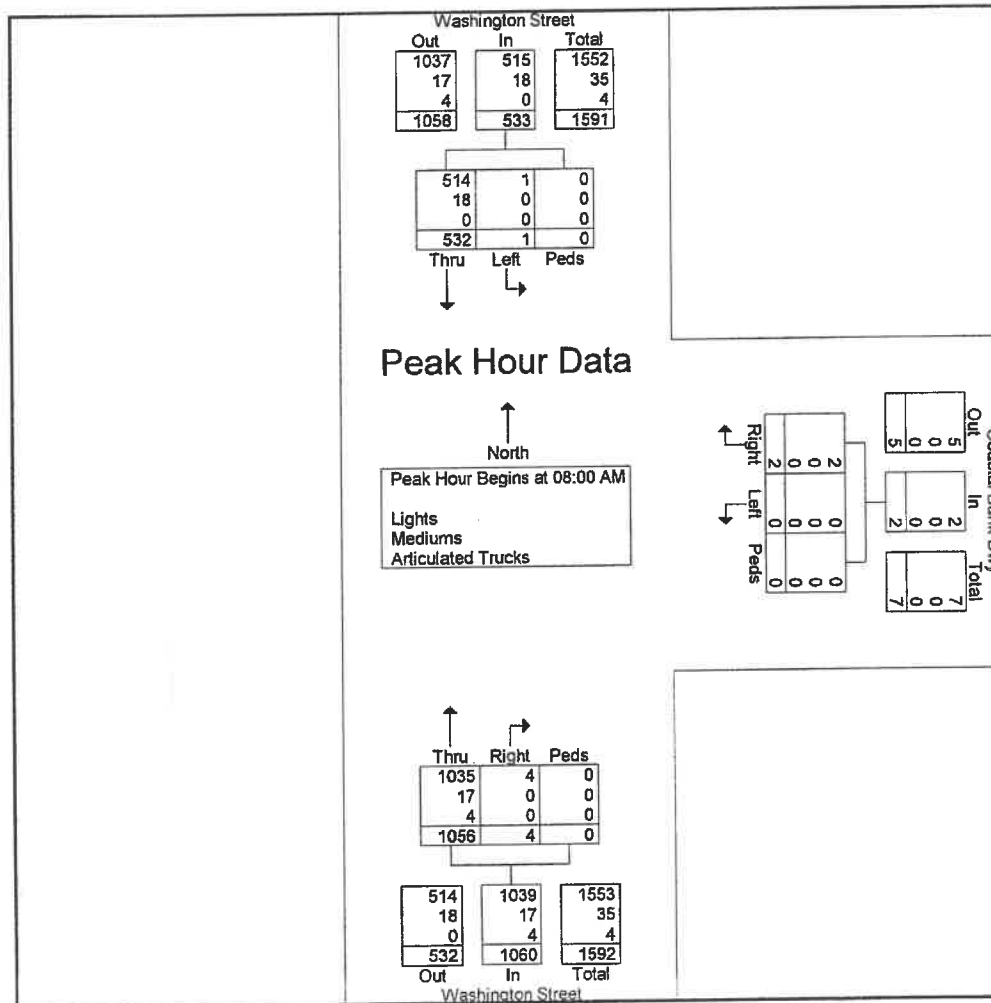 Washington Street
Out In Total
1037 515 1552
17 18 35
4 0 4
1058 533 1591
514 1 0
18 0 0
0 0 0
532 1 0
Thru Left Peds
Peak Hour Data
North
Peak Hour Begins at 08:00 AM
Lights
Mediums
Articulated Trucks
Out In Total
5 2 7
0 0 0
0 0 0
5 2 7
2 0 0
0 0 0
0 0 0
2 0 0
Right Left Peds
Thru Right Peds
1035 4 0
17 0 0
4 0 0
1056 4 0
514 1039 1553
18 17 35
0 4 4
532 1060 1592
Out In Total
Washington Street